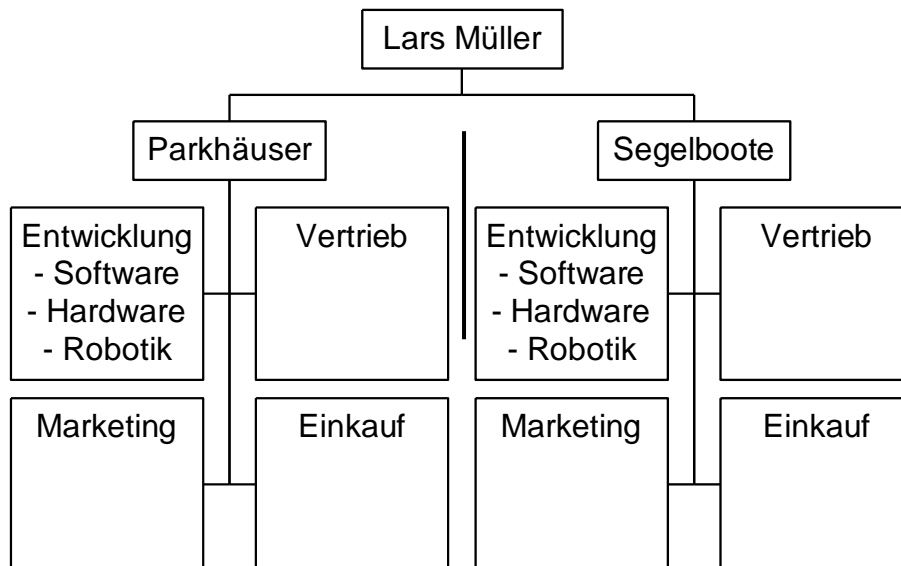 Lars Müller
Parkhäuser
Segelboote
Entwicklung
- Software
- Hardware
- Robotik
Vertrieb
Entwicklung
- Software
- Hardware
- Robotik
Vertrieb
Marketing
Einkauf
Marketing
Einkauf